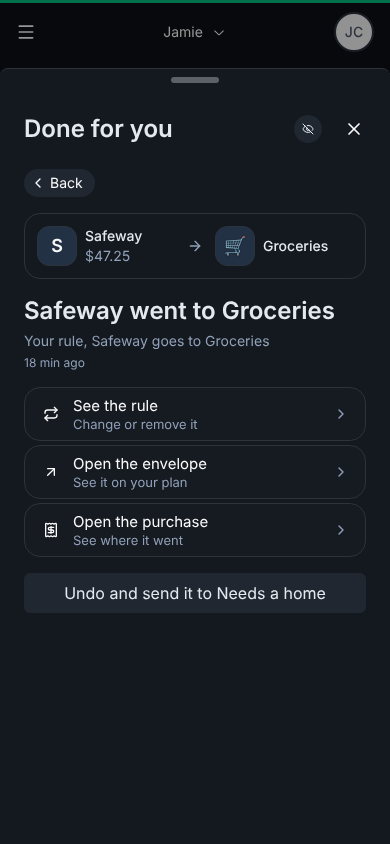 Jamie
JC
Done for you
Back
S
Safeway
$47.25
Groceries
Safeway went to Groceries
Your rule, Safeway goes to Groceries
18 min ago
See the rule
Change or remove it
Open the envelope
See it on your plan
Open the purchase
See where it went
Undo and send it to Needs a home